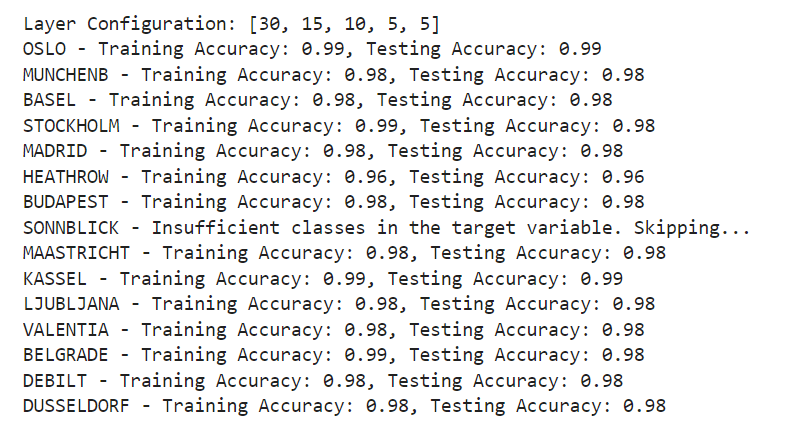 Layer Configuration: [30, 15, 10, 5, 5]
OSLO - Training Accuracy: 0.99, Testing Accuracy: 0.99
MUNCHENB - Training Accuracy: 0.98, Testing Accuracy: 0.98
BASEL - Training Accuracy: 0.98, Testing Accuracy: 0.98
STOCKHOLM - Training Accuracy: 0.99, Testing Accuracy: 0.98
MADRID - Training Accuracy: 0.98, Testing Accuracy: 0.98
HEATHROW - Training Accuracy: 0.96, Testing Accuracy: 0.96
BUDAPEST - Training Accuracy: 0.98, Testing Accuracy: 0.98
SONNBLICK - Insufficient classes in the target variable. Skipping...
MAASTRICHT - Training Accuracy: 0.98, Testing Accuracy: 0.98
KASSEL - Training Accuracy: 0.99, Testing Accuracy: 0.99
LJUBLJANA - Training Accuracy: 0.98, Testing Accuracy: 0.98
VALENTIA - Training Accuracy: 0.98, Testing Accuracy: 0.98
BELGRADE - Training Accuracy: 0.99, Testing Accuracy: 0.98
DEBILT - Training Accuracy: 0.98, Testing Accuracy: 0.98
DUSSELDORF - Training Accuracy: 0.98, Testing Accuracy: 0.98